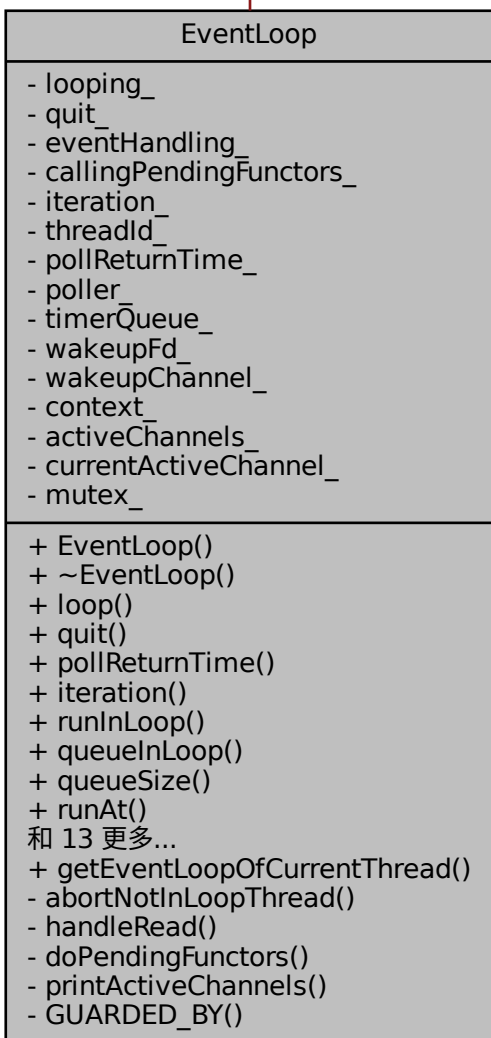 EventLoop
- looping_
- quit_
- eventHandling_
- callingPendingFunctors_
- iteration_
- threadId_
- pollReturnTime_
- poller_
- timerQueue_
- wakeupFd_
- wakeupChannel_
- context_
- activeChannels_
- currentActiveChannel_
- mutex_
+ EventLoop()
+ ~EventLoop()
+ loop()
+ quit()
+ pollReturnTime()
+ iteration()
+ runInLoop()
+ queueInLoop()
+ queueSize()
+ runAt()
和 13 更多...
+ getEventLoopOfCurrentThread()
- abortNotInLoopThread()
- handleRead()
- doPendingFunctors()
- printActiveChannels()
- GUARDED_BY()